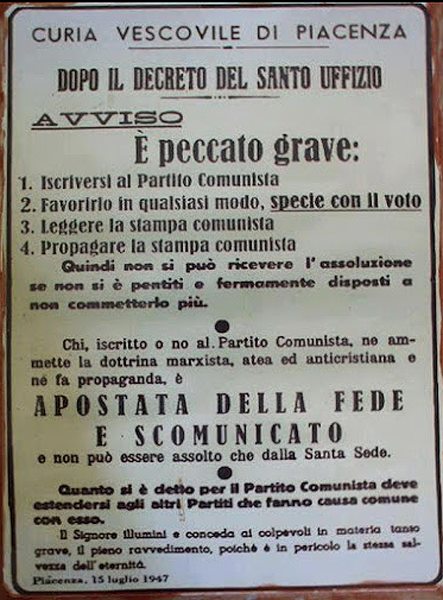 CURIA VESCOVILE DI PIACENZA
DOPO IL DECRETO DEL SANTO UFFIZIO
AVVISO
È peccato grave:
1. Iscriversi al Partito Comunista
2. Favorirlo in qualsiasi modo, specie con il voto
3. Leggere la stampa comunista
4. Propagare la stampa comunista
Quindi non si può ricevere l'assoluzione
se non si è pentiti e fermamente disposti a
non commetterlo più.
Chi, iscritto o no al Partito Comunista, ne am-
mette la dottrina marxista, atea ed anticristiana e
né fa propaganda, è
APOSTATA DELLA FEDE
E SCOMUNICATO
e non può essere assolto che dalla Santa Sede.
Quanto si è detto per il Partito Comunista deve
estendersi agli altri Partiti che fanno causa comune
con esso.
Il Signore illumini e conceda ai colpevoli in materia tanto
grave, il pieno ravvedimento, poichè è in pericolo la stessa sal-
vezza dell'eternità.
Piacenza, 15 luglio 1947